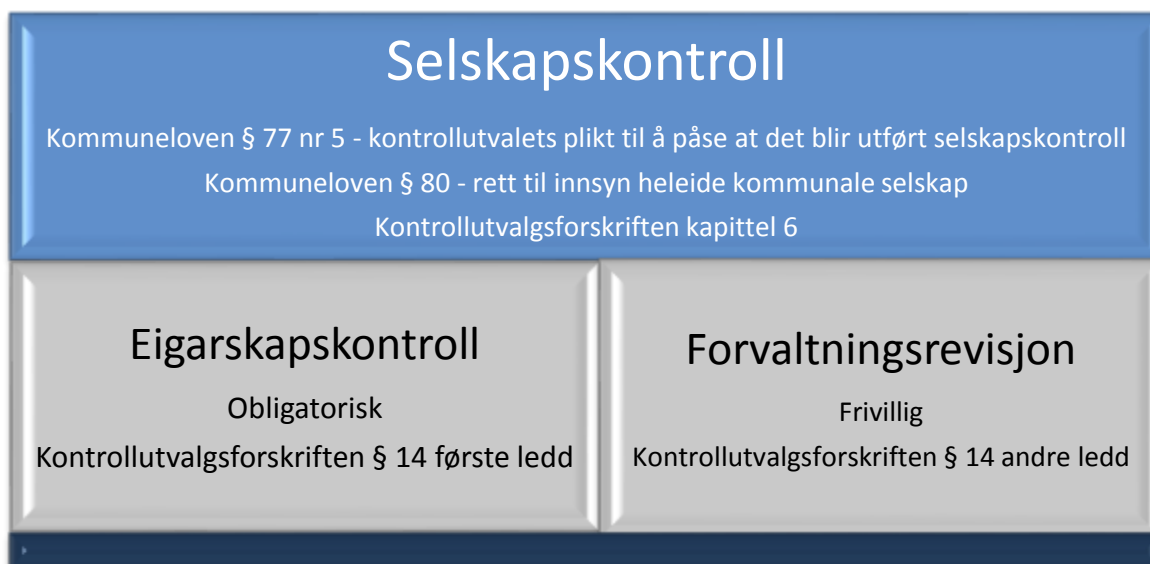 Selskapskontroll
Kommuneloven § 77 nr 5 - kontrollutvalets plikt til å påse at det blir utført selskapskontroll
Kommuneloven § 80 - rett til innsyn heleide kommunale selskap
Kontrollutvalgsforskriften kapittel 6
Eigarskapskontroll
Obligatorisk
Kontrollutvalgsforskriften § 14 første ledd
Forvaltningsrevisjon
Frivillig
Kontrollutvalgsforskriften § 14 andre ledd